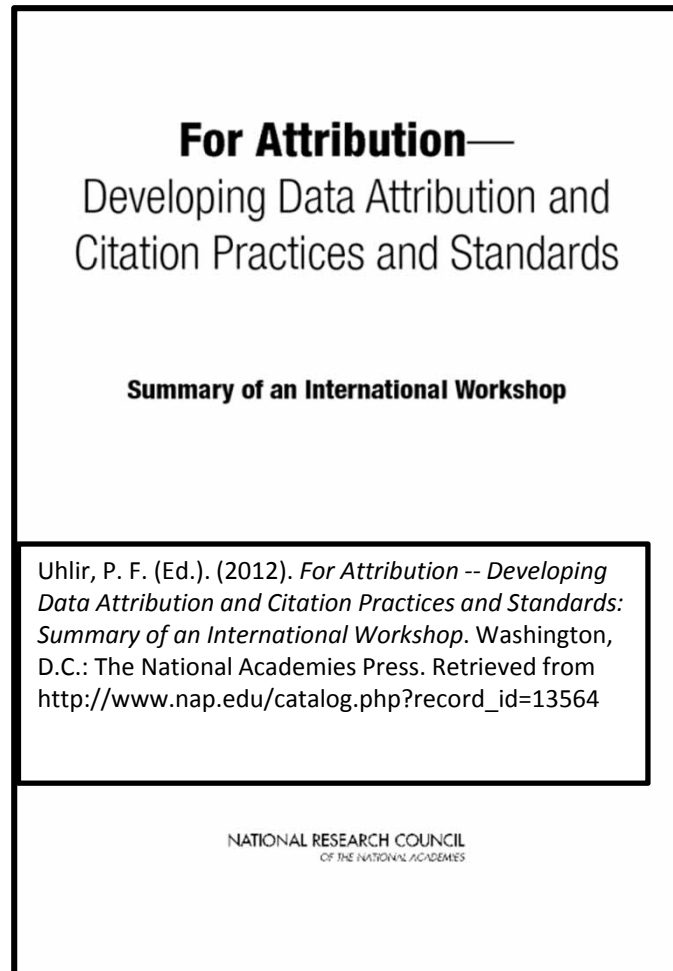 For Attribution—
Developing Data Attribution and
Citation Practices and Standards
Summary of an International Workshop
Uhlir, P. F. (Ed.). (2012). For Attribution -- Developing
Data Attribution and Citation Practices and Standards:
Summary of an International Workshop. Washington,
D.C.: The National Academies Press. Retrieved from
http://www.nap.edu/catalog.php?record_id=13564
NATIONAL RESEARCH COUNCIL
OF THE NATIONAL ACADEMIES